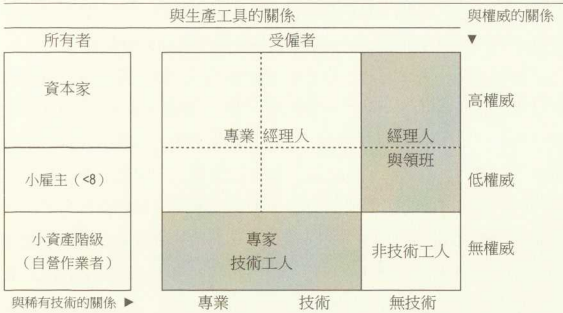 與生產工具的關係
與權威的關係
▼
所有者
受僱者
資本家
高權威
專業 經理人
經理人
與領班
小雇主（<8）
低權威
小資產階級
（自營作業者）
專家
技術工人
非技術工人
無權威
與稀有技術的關係 ▶
專業
技術
無技術